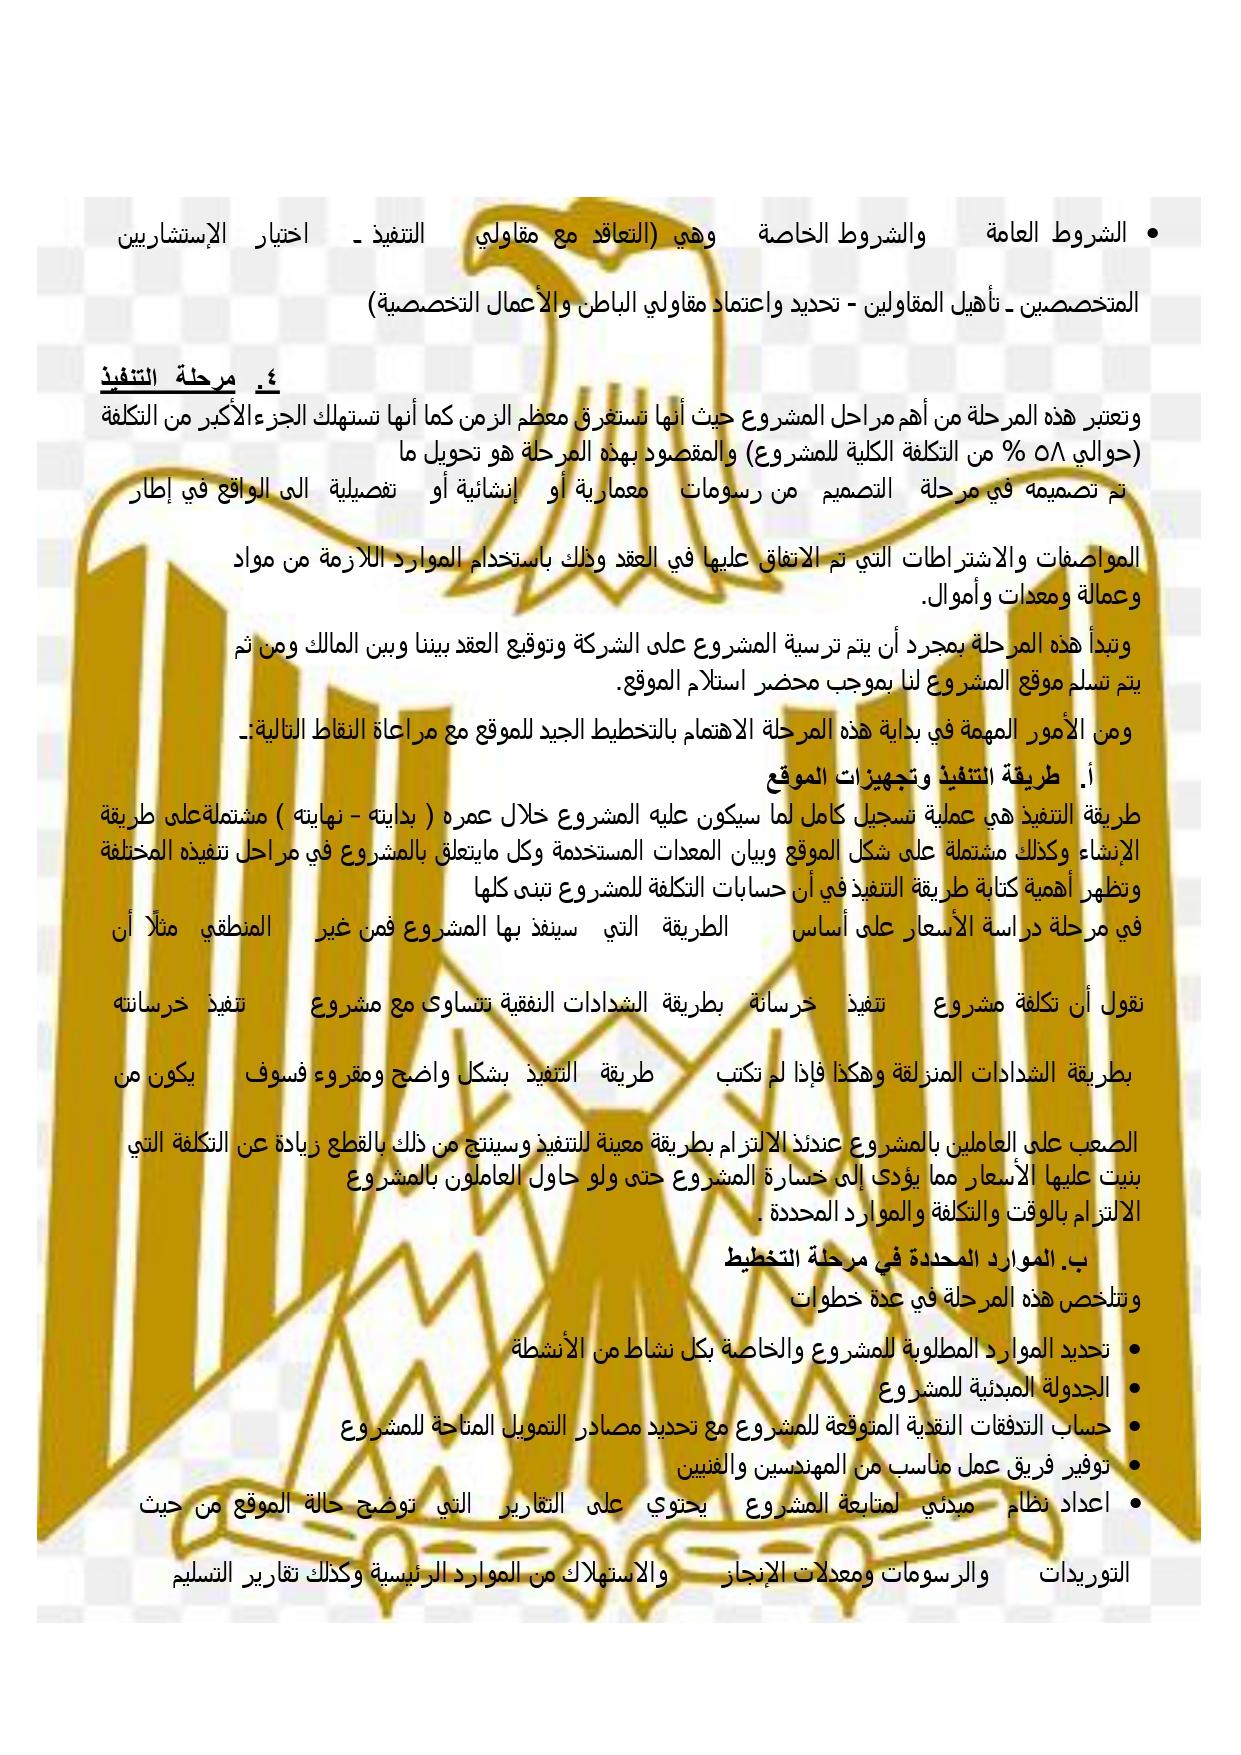 • الشروط العامة والشروط الخاصة وهي (التعاقد مع مقاولي التنفيذ ـ اختيار الإستشاريين
المتخصصين ـ تأهيل المقاولين - تحديد واعتماد مقاولي الباطن والأعمال التخصصية)
٤. مرحلة التنفيذ
وتعتبر هذه المرحلة من أهم مراحل المشروع حيث أنها تستغرق معظم الزمن كما أنها تستهلك الجزء الأكبر من التكلفة
(حوالي ٥٨ % من التكلفة الكلية للمشروع) والمقصود بهذه المرحلة هو تحويل ما
تم تصميمه في مرحلة التصميم من رسومات معمارية أو إنشائية أو تفصيلية الى الواقع في إطار
المواصفات والاشتراطات التي تم الاتفاق عليها في العقد وذلك باستخدام الموارد اللازمة من مواد
وعمالة ومعدات وأموال.
وتبدأ هذه المرحلة بمجرد أن يتم ترسية المشروع على الشركة وتوقيع العقد بيننا وبين المالك ومن ثم
يتم تسلم موقع المشروع لنا بموجب محضر استلام الموقع.
ومن الأمور المهمة في بداية هذه المرحلة الاهتمام بالتخطيط الجيد للموقع مع مراعاة النقاط التالية:ـ
أ. طريقة التنفيذ وتجهيزات الموقع
طريقة التنفيذ هي عملية تسجيل كامل لما سيكون عليه المشروع خلال عمره ( بدايته – نهايته ) مشتملة على طريقة
الإنشاء وكذلك مشتملة على شكل الموقع وبيان المعدات المستخدمة وكل مايتعلق بالمشروع في مراحل تنفيذه المختلفة
وتظهر أهمية كتابة طريقة التنفيذ في أن حسابات التكلفة للمشروع تبنى كلها
في مرحلة دراسة الأسعار على أساس الطريقة التي سينفذ بها المشروع فمن غير المنطقي مثلًا أن
نقول أن تكلفة مشروع تنفيذ خرسانة بطريقة الشدادات النفقية تتساوى مع مشروع تنفيذ خرسانته
بطريقة الشدادات المنزلقة وهكذا فإذا لم تكتب طريقة التنفيذ بشكل واضح ومقروء فسوف يكون من
الصعب على العاملين بالمشروع عندئذ الالتزام بطريقة معينة للتنفيذ وسينتج من ذلك بالقطع زيادة عن التكلفة التي
بنيت عليها الأسعار مما يؤدى إلى خسارة المشروع حتى ولو حاول العاملون بالمشروع
الالتزام بالوقت والتكلفة والموارد المحددة .
ب. الموارد المحددة في مرحلة التخطيط
وتتلخص هذه المرحلة في عدة خطوات
• تحديد الموارد المطلوبة للمشروع والخاصة بكل نشاط من الأنشطة
• الجدولة المبدئية للمشروع
• حساب التدفقات النقدية المتوقعة للمشروع مع تحديد مصادر التمويل المتاحة للمشروع
• توفير فريق عمل مناسب من المهندسين والفنيين
• اعداد نظام مبدئي لمتابعة المشروع يحتوي على التقارير التي توضح حالة الموقع من حيث
التوريدات والرسومات ومعدلات الإنجاز والاستهلاك من الموارد الرئيسية وكذلك تقارير التسليم